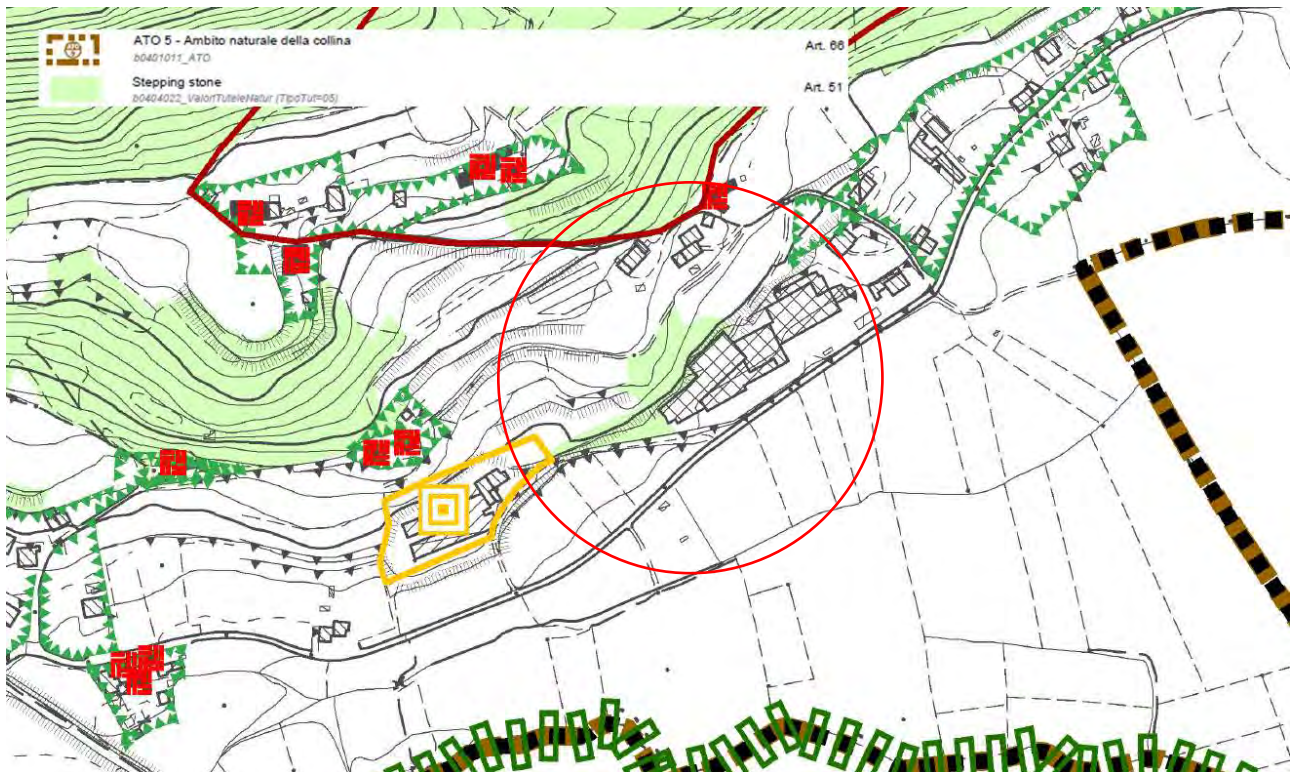 ATO 5 - Ambito naturale della collina Art. 66
b0401011_ATO
Stepping stone Art. 51
b0404022_ValoriTuteleNatur (TipoTut=05)